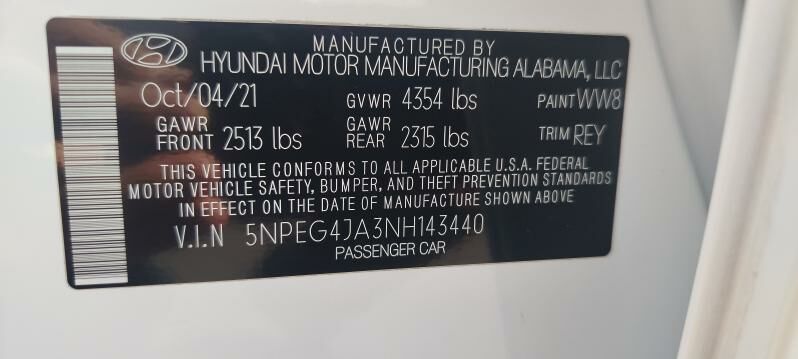 MANUFACTURED BY
HYUNDAI MOTOR MANUFACTURING ALABAMA, LLC
Oct/04/21 GVWR 4354 lbs PAINT WW8
GAWR FRONT 2513 lbs GAWR REAR 2315 lbs TRIM REY
THIS VEHICLE CONFORMS TO ALL APPLICABLE U.S.A. FEDERAL
MOTOR VEHICLE SAFETY, BUMPER, AND THEFT PREVENTION STANDARDS
IN EFFECT ON THE DATE OF MANUFACTURE SHOWN ABOVE
V.I.N 5NPEG4JA3NH143440
PASSENGER CAR